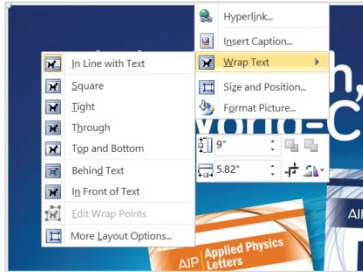 Hyperlink...
Insert Caption...
Wrap Text
Size and Position...
Format Picture...
9"
5.82"
In Line with Text
Square
Tight
Through
Top and Bottom
Behind Text
In Front of Text
Edit Wrap Points
More Layout Options...
h,
world-C
AIP Applied Physics
Letters
AIP